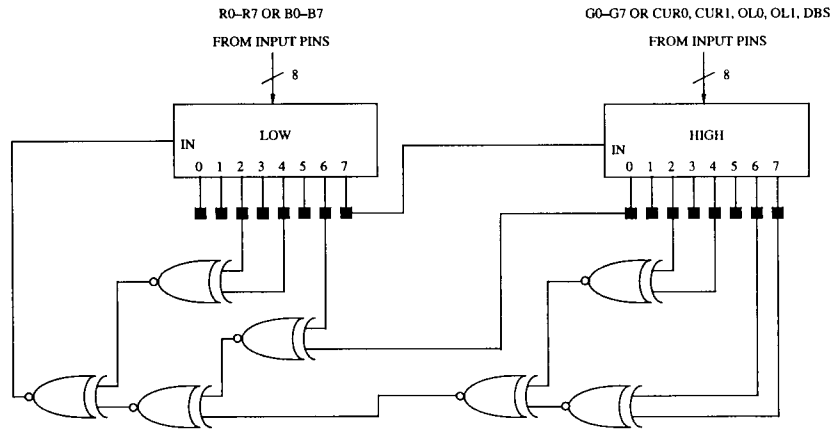 R0–R7 OR B0–B7
FROM INPUT PINS
8
IN
LOW
0 1 2 3 4 5 6 7
G0–G7 OR CUR0, CUR1, OL0, OL1, DBS
FROM INPUT PINS
8
IN
HIGH
0 1 2 3 4 5 6 7